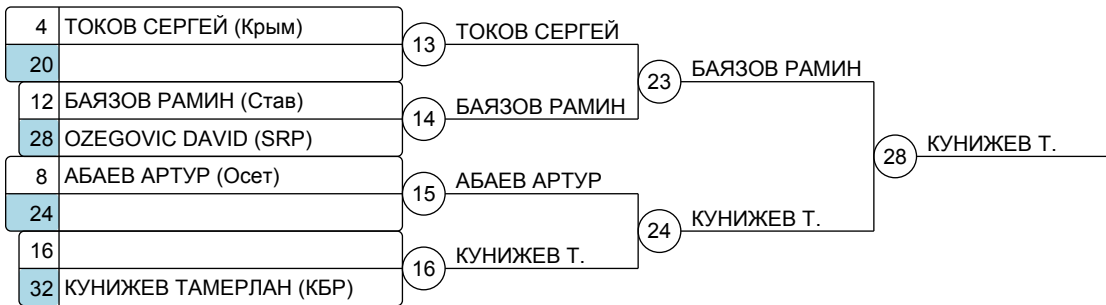 4 ТОКОВ СЕРГЕЙ (Крым)
20
12 БАЯЗОВ РАМИН (Став)
28 OZEGOVIC DAVID (SRP)
8 АБАЕВ АРТУР (Осет)
24
16
32 КУНИЖЕВ ТАМЕРЛАН (КБР)
13 ТОКОВ СЕРГЕЙ
14 БАЯЗОВ РАМИН
15 АБАЕВ АРТУР
16 КУНИЖЕВ Т.
23 БАЯЗОВ РАМИН
24 КУНИЖЕВ Т.
28 КУНИЖЕВ Т.